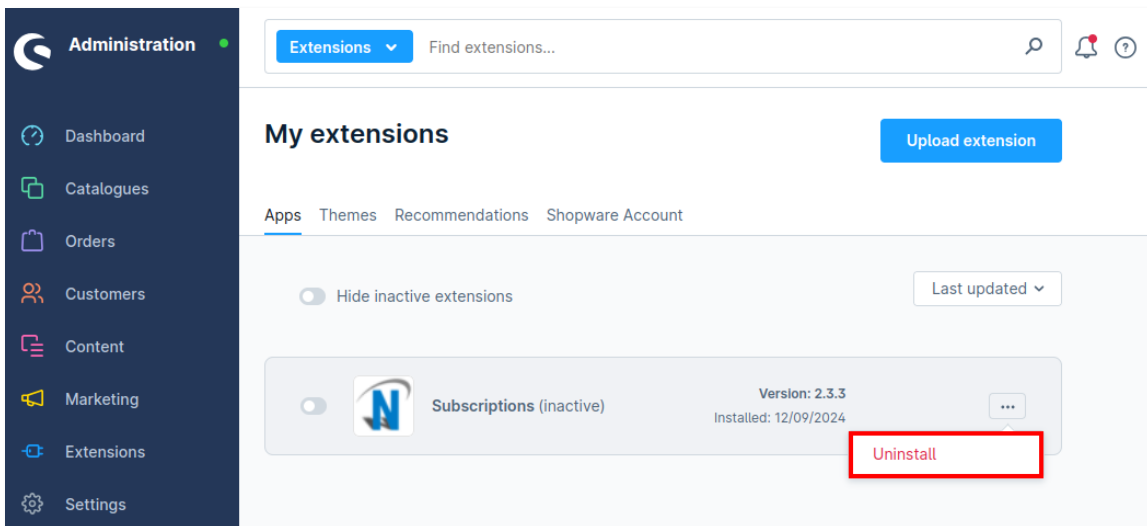 Administration
Extensions
Find extensions...
Dashboard
Catalogues
Orders
Customers
Content
Marketing
Extensions
Settings
My extensions
Upload extension
Apps Themes Recommendations Shopware Account
Hide inactive extensions
Last updated
N
Subscriptions (inactive)
Version: 2.3.3
Installed: 12/09/2024
Uninstall